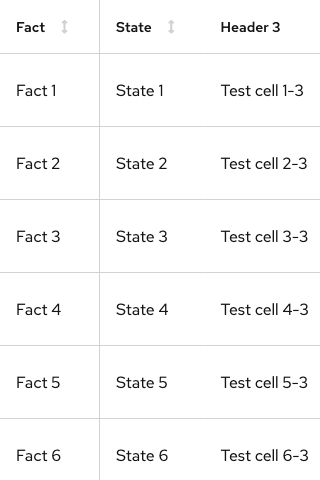 Fact State Header 3
Fact 1 State 1 Test cell 1-3
Fact 2 State 2 Test cell 2-3
Fact 3 State 3 Test cell 3-3
Fact 4 State 4 Test cell 4-3
Fact 5 State 5 Test cell 5-3
Fact 6 State 6 Test cell 6-3